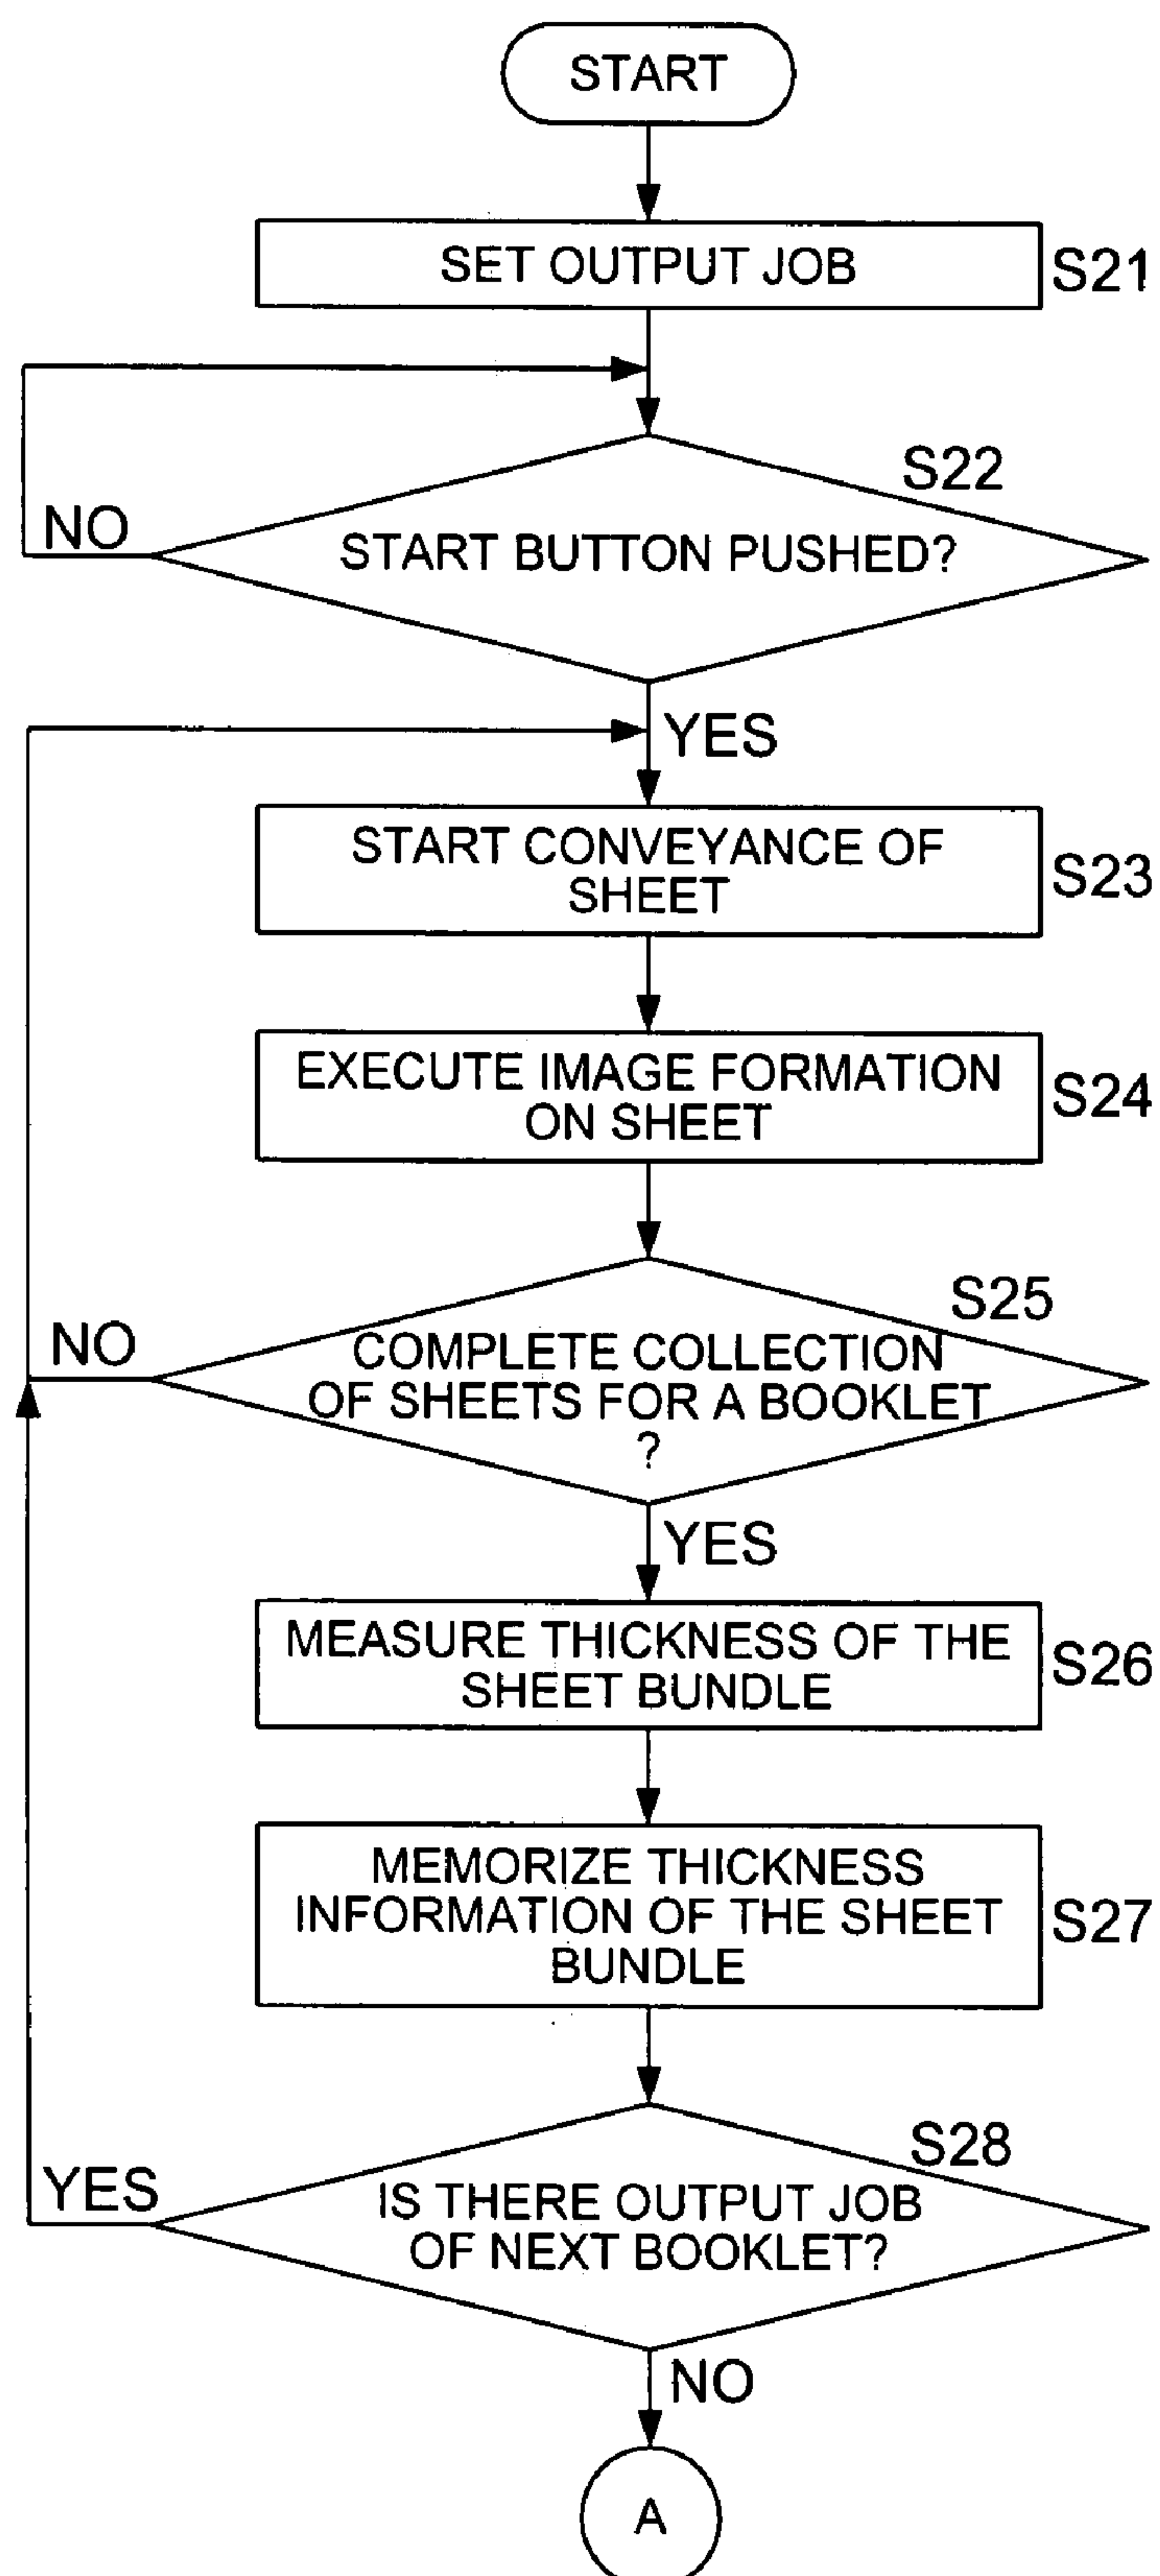 START
SET OUTPUT JOB
S21
S22
NO
START BUTTON PUSHED?
YES
START CONVEYANCE OF
SHEET
S23
EXECUTE IMAGE FORMATION
ON SHEET
S24
S25
NO
COMPLETE COLLECTION
OF SHEETS FOR A BOOKLET
?
YES
MEASURE THICKNESS OF THE
SHEET BUNDLE
S26
MEMORIZE THICKNESS
INFORMATION OF THE SHEET
BUNDLE
S27
S28
YES
IS THERE OUTPUT JOB
OF NEXT BOOKLET?
NO
A